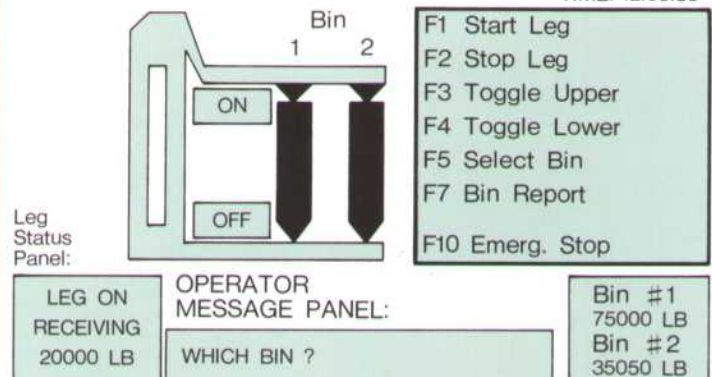 Bin
1 2
ON
OFF
F1 Start Leg
F2 Stop Leg
F3 Toggle Upper
F4 Toggle Lower
F5 Select Bin
F7 Bin Report
F10 Emerg. Stop
Leg
Status
Panel:
LEG ON
RECEIVING
20000 LB
OPERATOR
MESSAGE PANEL:
WHICH BIN ?
Bin #1
75000 LB
Bin #2
35050 LB